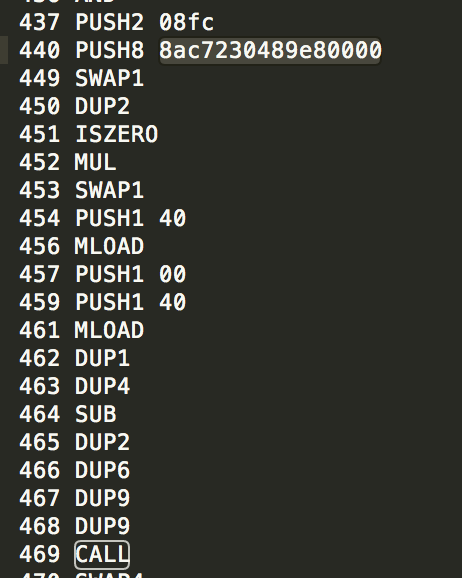 437 PUSH2 08fc
440 PUSH8 8ac7230489e80000
449 SWAP1
450 DUP2
451 ISZERO
452 MUL
453 SWAP1
454 PUSH1 40
456 MLOAD
457 PUSH1 00
459 PUSH1 40
461 MLOAD
462 DUP1
463 DUP4
464 SUB
465 DUP2
466 DUP6
467 DUP9
468 DUP9
469 CALL